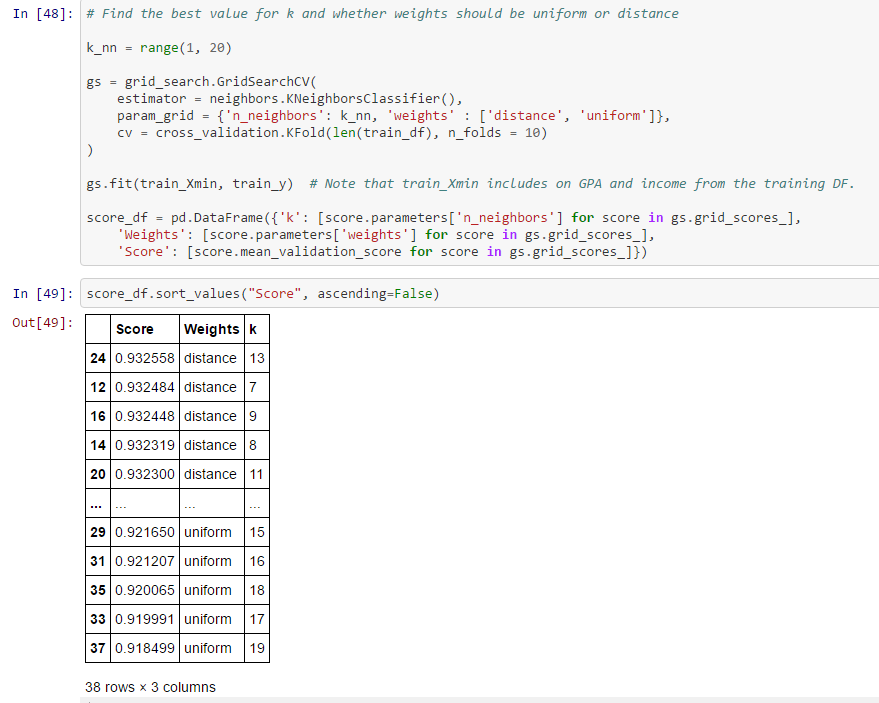 In [48]: # Find the best value for k and whether weights should be uniform or distance
k_nn = range(1, 20)
gs = grid_search.GridSearchCV(
estimator = neighbors.KNeighborsClassifier(),
param_grid = {'n_neighbors': k_nn, 'weights' : ['distance', 'uniform']},
cv = cross_validation.KFold(len(train_df), n_folds = 10)
)
gs.fit(train_Xmin, train_y)  # Note that train_Xmin includes on GPA and income from the training DF.
score_df = pd.DataFrame({'k': [score.parameters['n_neighbors'] for score in gs.grid_scores_],
'Weights': [score.parameters['weights'] for score in gs.grid_scores_],
'Score': [score.mean_validation_score for score in gs.grid_scores_]})
In [49]: score_df.sort_values("Score", ascending=False)
Out[49]:
Score Weights k
24 0.932558 distance 13
12 0.932484 distance 7
16 0.932448 distance 9
14 0.932319 distance 8
20 0.932300 distance 11
... ... ... ...
29 0.921650 uniform 15
31 0.921207 uniform 16
35 0.920065 uniform 18
33 0.919991 uniform 17
37 0.918499 uniform 19
38 rows × 3 columns